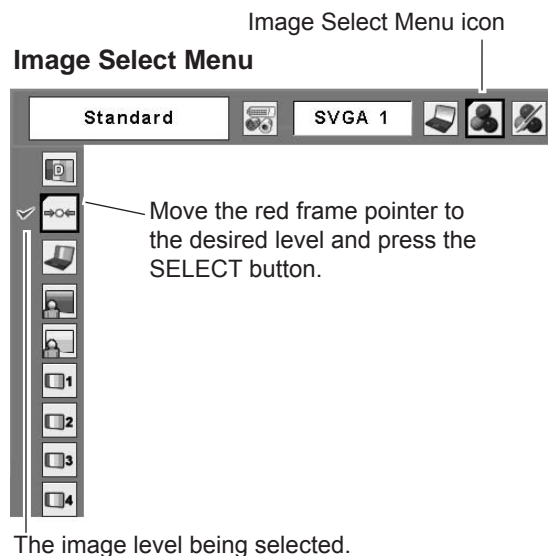 Image Select Menu icon
Image Select Menu
Standard
SVGA 1
D
Move the red frame pointer to
the desired level and press the
SELECT button.
1
2
3
4
The image level being selected.